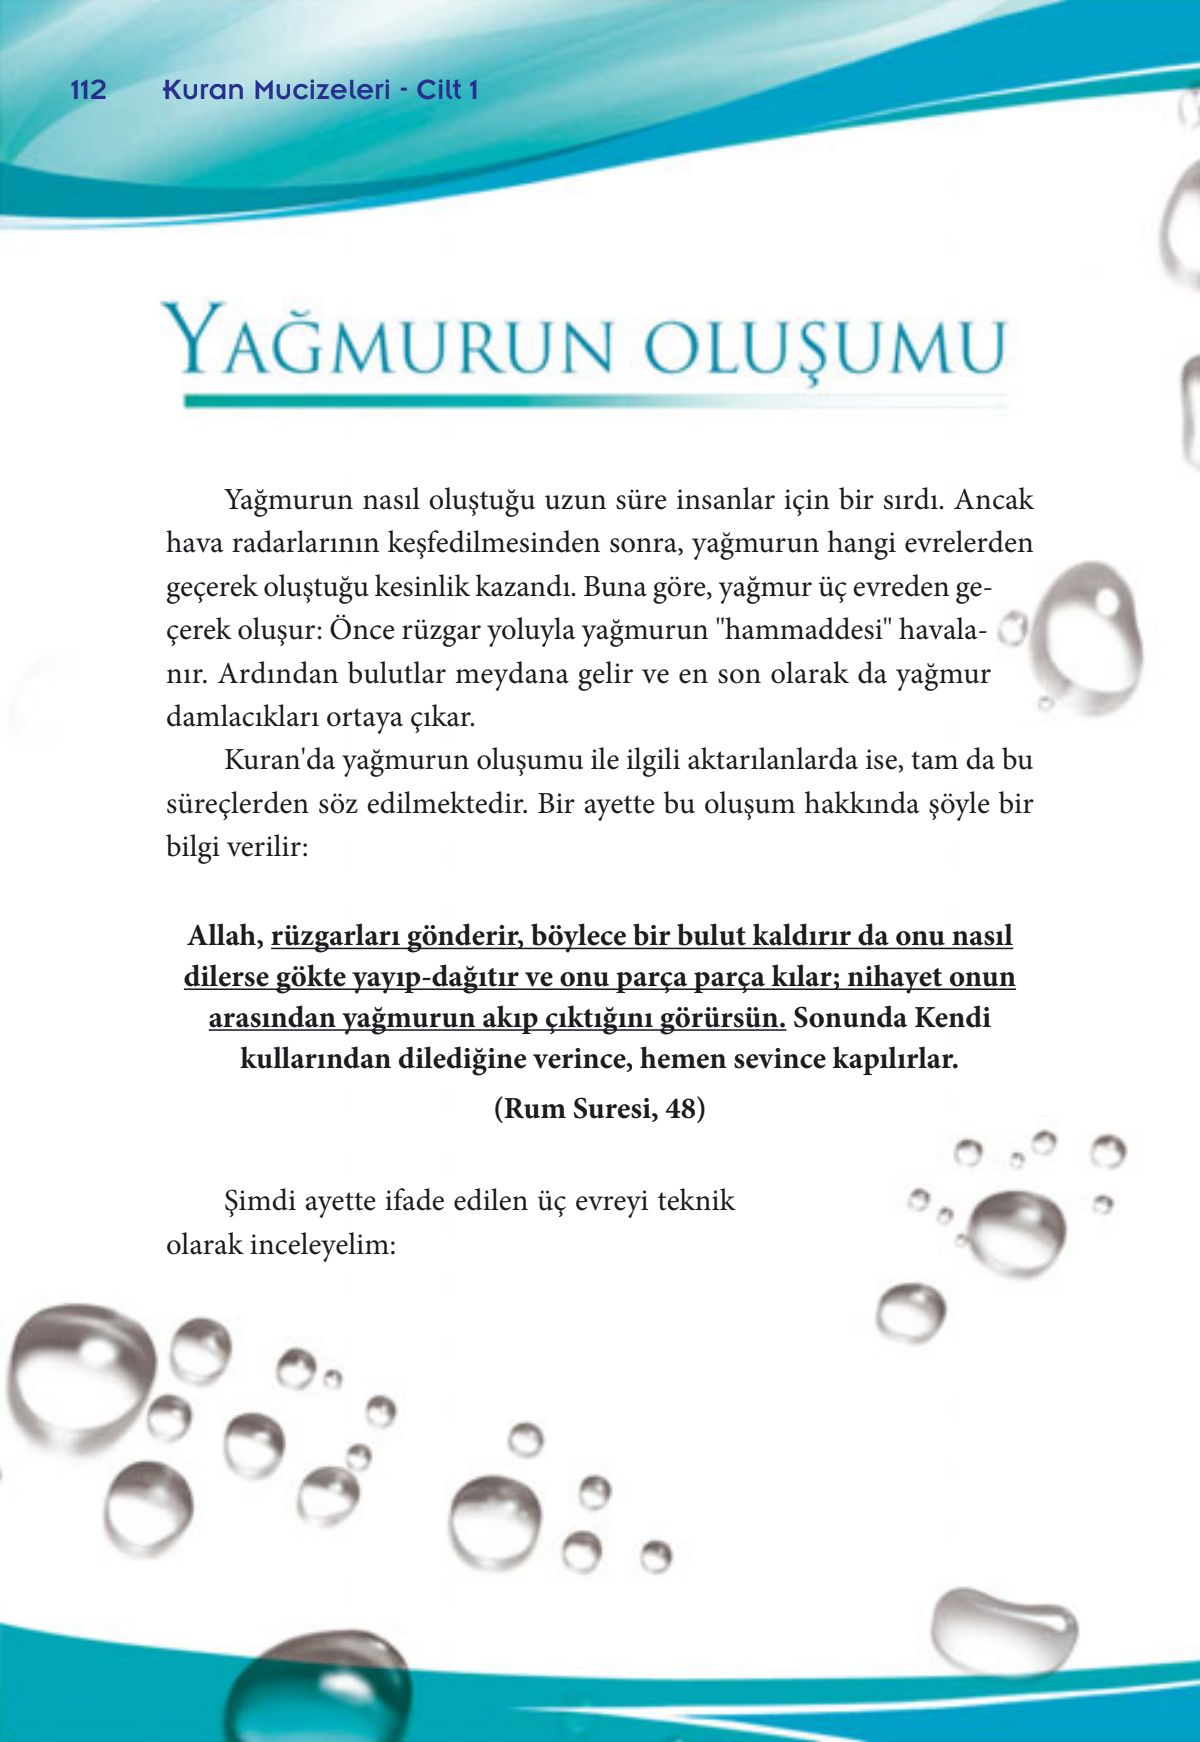 112 Kuran Mucizeleri - Cilt 1
YAĞMURUN OLUŞUMU
Yağmurun nasıl oluştuğu uzun süre insanlar için bir sırdı. Ancak
hava radarlarının keşfedilmesinden sonra, yağmurun hangi evrelerden
geçerek oluştuğu kesinlik kazandı. Buna göre, yağmur üç evreden ge-
çerek oluşur: Önce rüzgar yoluyla yağmurun "hammaddesi" havala-
nır. Ardından bulutlar meydana gelir ve en son olarak da yağmur
damlacıkları ortaya çıkar.
Kuran'da yağmurun oluşumu ile ilgili aktarılanlarda ise, tam da bu
süreçlerden söz edilmektedir. Bir ayette bu oluşum hakkında şöyle bir
bilgi verilir:
Allah, rüzgarları gönderir, böylece bir bulut kaldırır da onu nasıl
dilerse gökte yayıp-dağıtır ve onu parça parça kılar; nihayet onun
arasından yağmurun akıp çıktığını görürsün. Sonunda Kendi
kullarından dilediğine verince, hemen sevince kapılırlar.
(Rum Suresi, 48)
Şimdi ayette ifade edilen üç evreyi teknik
olarak inceleyelim: